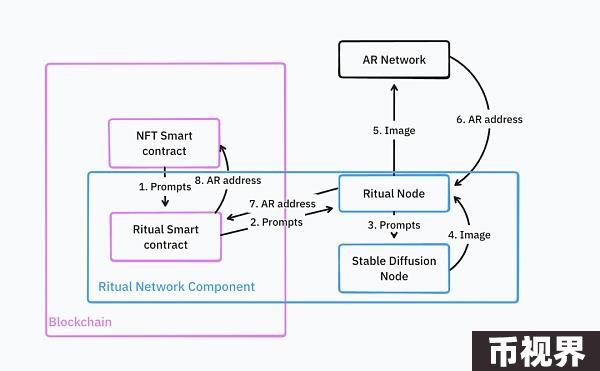 AR Network
6. AR address
5. Image
NFT Smart
contract
1. Prompts
8. AR address
Ritual Node
7. AR address
2. Prompts
3. Prompts
4. Image
Ritual Smart
contract
Stable Diffusion
Node
Ritual Network Component
Blockchain
币视界